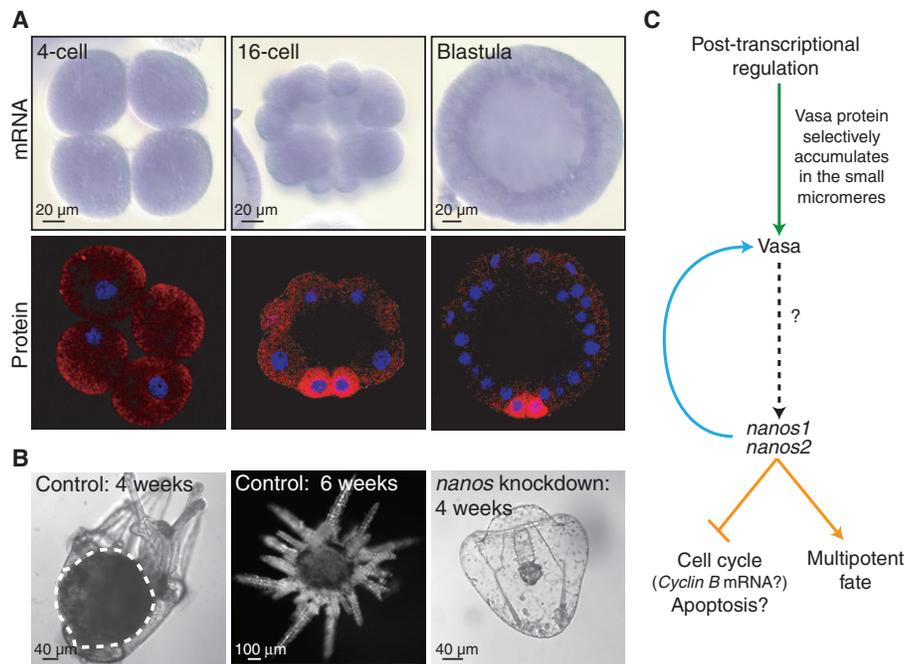 A
4-cell
16-cell
Blastula
mRNA
20 μm
20 μm
20 μm
Protein
B
Control: 4 weeks
Control: 6 weeks
nanos knockdown:
4 weeks
40 μm
100 μm
40 μm
C
Post-transcriptional
regulation
Vasa protein
selectively
accumulates
in the small
micromeres
Vasa
?
nanos1
nanos2
Cell cycle
(Cyclin B mRNA?)
Apoptosis?
Multipotent
fate